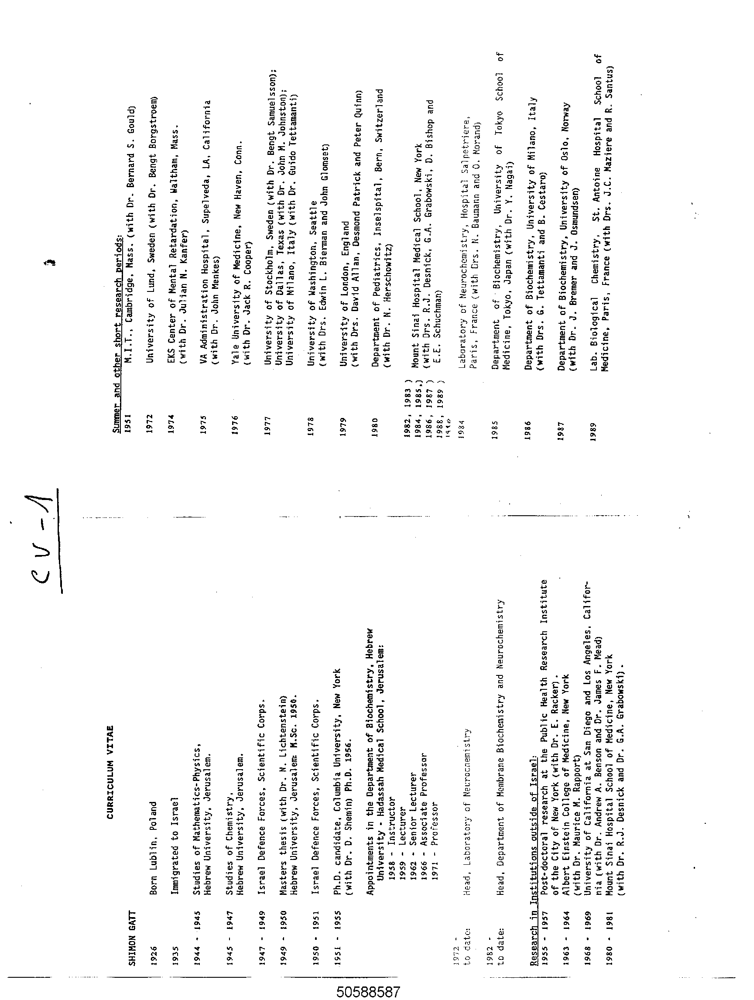 CV-1
CURRICULUM VITAE
SHIMON GATT
1926 Born Lublin, Poland
1935 Immigrated to Israel
1944 - 1945 Studies of Mathematics-Physics,
Hebrew University, Jerusalem.
1945 - 1947 Studies of Chemistry,
Hebrew University, Jerusalem.
1947 - 1949 Israel Defence Forces, Scientific Corps.
1949 - 1950 Masters thesis (with Dr. N. Lichtenstein)
Hebrew University, Jerusalem M.Sc. 1950.
1950 - 1951 Israel Defence Forces, Scientific Corps.
1951 - 1955 Ph.D. candidate, Columbia University, New York
(with Dr. D. Shemin) Ph.D. 1956.
Appointments in the Department of Biochemistry, Hebrew
University - Hadassah Medical School, Jerusalem:
1958 - Instructor
1959 - Lecturer
1962 - Senior Lecturer
1966 - Associate Professor
1971 - Professor
1972 -
to date: Head, Laboratory of Neurochemistry
1982 -
to date: Head, Department of Membrane Biochemistry and Neurochemistry
Research in Institutions outside of Israel:
1955 - 1957 Post-doctoral research at the Public Health Research Institute
of the City of New York (with Dr. E. Racker).
1963 - 1964 Albert Einstein College of Medicine, New York
(with Dr. Maurice M. Rapport)
1968 - 1969 University of California at San Diego and Los Angeles, Califor-
nia (with Dr. Andrew A. Benson and Dr. James F. Mead)
1980 - 1981 Mount Sinai Hospital School of Medicine, New York
(with Dr. R.J. Desnick and Dr. G.A. Grabowski).
Summer and other short research periods:
1951 M.I.T., Cambridge, Mass. (with Dr. Bernard S. Gould)
1972 University of Lund, Sweden (with Dr. Bengt Borgstroem)
1974 EKS Center of Mental Retardation, Waltham, Mass.
(with Dr. Julian N. Kanfer)
1975 VA Administration Hospital, Supelveda, LA, California
(with Dr. John Menkes)
1976 Yale University of Medicine, New Haven, Conn.
(with Dr. Jack R. Cooper)
1977 University of Stockholm, Sweden (with Dr. Bengt Samuelsson);
University of Dallas, Texas (with Dr. John M. Johnston);
University of Milano, Italy (with Dr. Guido Tettamanti)
1978 University of Washington, Seattle
(with Drs. Edwin L. Bierman and John Glomset)
1979 University of London, England
(with Drs. David Allan, Desmond Patrick and Peter Quinn)
1980 Department of Pediatrics, Inselspital, Bern, Switzerland
(with Dr. N. Herschowitz)
1982, 1983 ) Mount Sinai Hospital Medical School, New York
1984, 1985,) (with Drs. R.J. Desnick, G.A. Grabowski, D. Bishop and
1986, 1987 ) E.E. Schuchman)
1988, 1989 )
1984 Laboratory of Neurochemistry, Hospital Salpetriere,
Paris, France (with Drs. N. Baumann and O. Morand)
1985 Department of Biochemistry, University of Tokyo School of
Medicine, Tokyo, Japan (with Dr. Y. Nagai)
1986 Department of Biochemistry, University of Milano, Italy
(with Drs. G. Tettamanti and B. Cestaro)
1987 Department of Biochemistry, University of Oslo, Norway
(with Dr. J. Bremer and J. Osmundsen)
1989 Lab. Biological Chemistry, St. Antoine Hospital School of
Medicine, Paris, France (with Drs. J.C. Maziere and R. Santus)
50588587